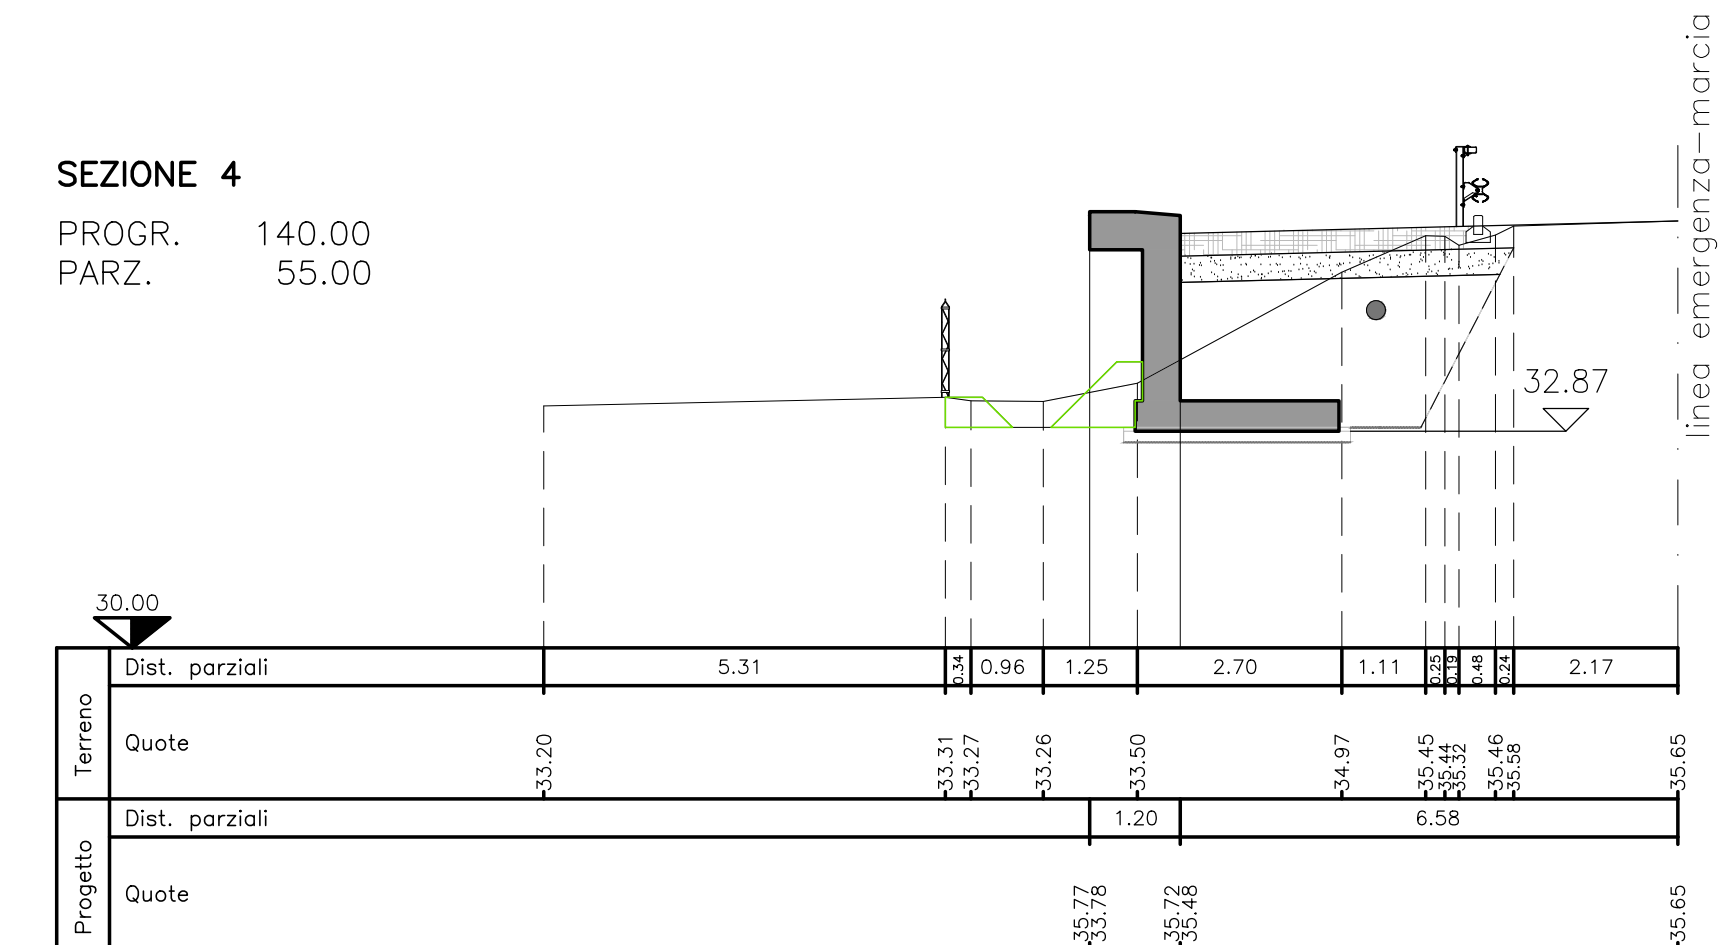 linea emergenza-marcia
SEZIONE 4
PROGR. 140.00
PARZ. 55.00
32.87
30.00
Terreno
Dist. parziali 5.31 0.34 0.96 1.25 2.70 1.11 0.25 0.19 0.48 0.24 2.17
Quote 33.20 33.31 33.27 33.26 33.50 34.97 35.45 35.44 35.32 35.46 35.58 35.65
Progetto
Dist. parziali 1.20 6.58
Quote 35.77 33.78 35.72 35.48 35.65